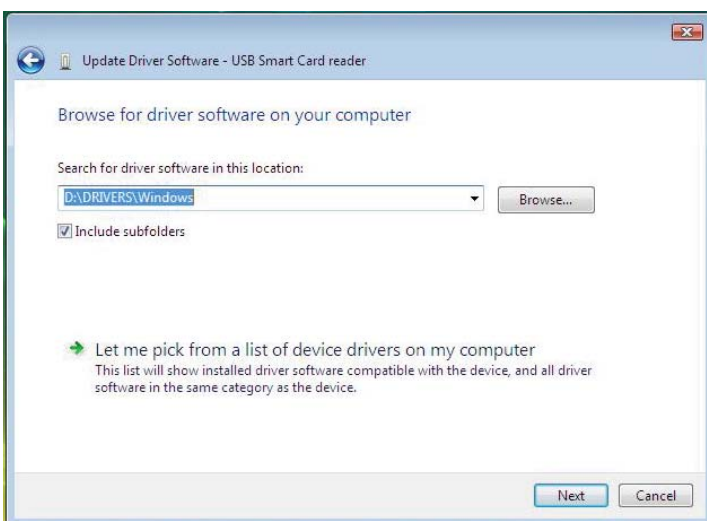 Update Driver Software - USB Smart Card reader
Browse for driver software on your computer
Search for driver software in this location:
D:\DRIVERS\Windows
Browse...
Include subfolders
Let me pick from a list of device drivers on my computer
This list will show installed driver software compatible with the device, and all driver
software in the same category as the device.
Next Cancel